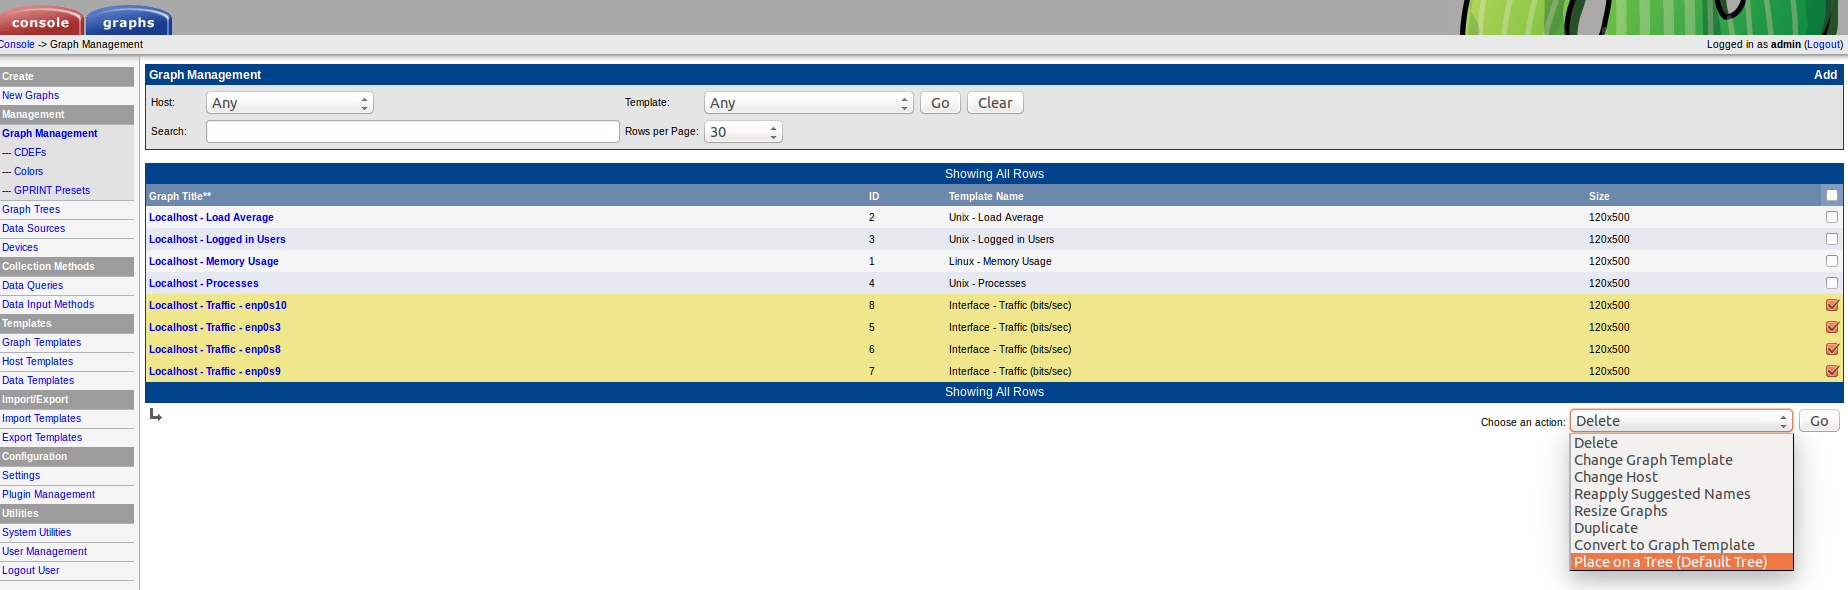 console graphs
Console -> Graph Management
Logged in as admin (Logout)
Create
New Graphs
Management
Graph Management
--- CDEFs
--- Colors
--- GPRINT Presets
Graph Trees
Data Sources
Devices
Collection Methods
Data Queries
Data Input Methods
Templates
Graph Templates
Host Templates
Data Templates
Import/Export
Import Templates
Export Templates
Configuration
Settings
Plugin Management
Utilities
System Utilities
User Management
Logout User
Graph Management Add
Host: Any Template: Any Go Clear
Search: Rows per Page: 30
Showing All Rows
Graph Title** ID Template Name Size
Localhost - Load Average 2 Unix - Load Average 120x500
Localhost - Logged in Users 3 Unix - Logged in Users 120x500
Localhost - Memory Usage 1 Linux - Memory Usage 120x500
Localhost - Processes 4 Unix - Processes 120x500
Localhost - Traffic - enp0s10 8 Interface - Traffic (bits/sec) 120x500
Localhost - Traffic - enp0s3 5 Interface - Traffic (bits/sec) 120x500
Localhost - Traffic - enp0s8 6 Interface - Traffic (bits/sec) 120x500
Localhost - Traffic - enp0s9 7 Interface - Traffic (bits/sec) 120x500
Showing All Rows
Choose an action: Delete Go
Delete
Change Graph Template
Change Host
Reapply Suggested Names
Resize Graphs
Duplicate
Convert to Graph Template
Place on a Tree (Default Tree)